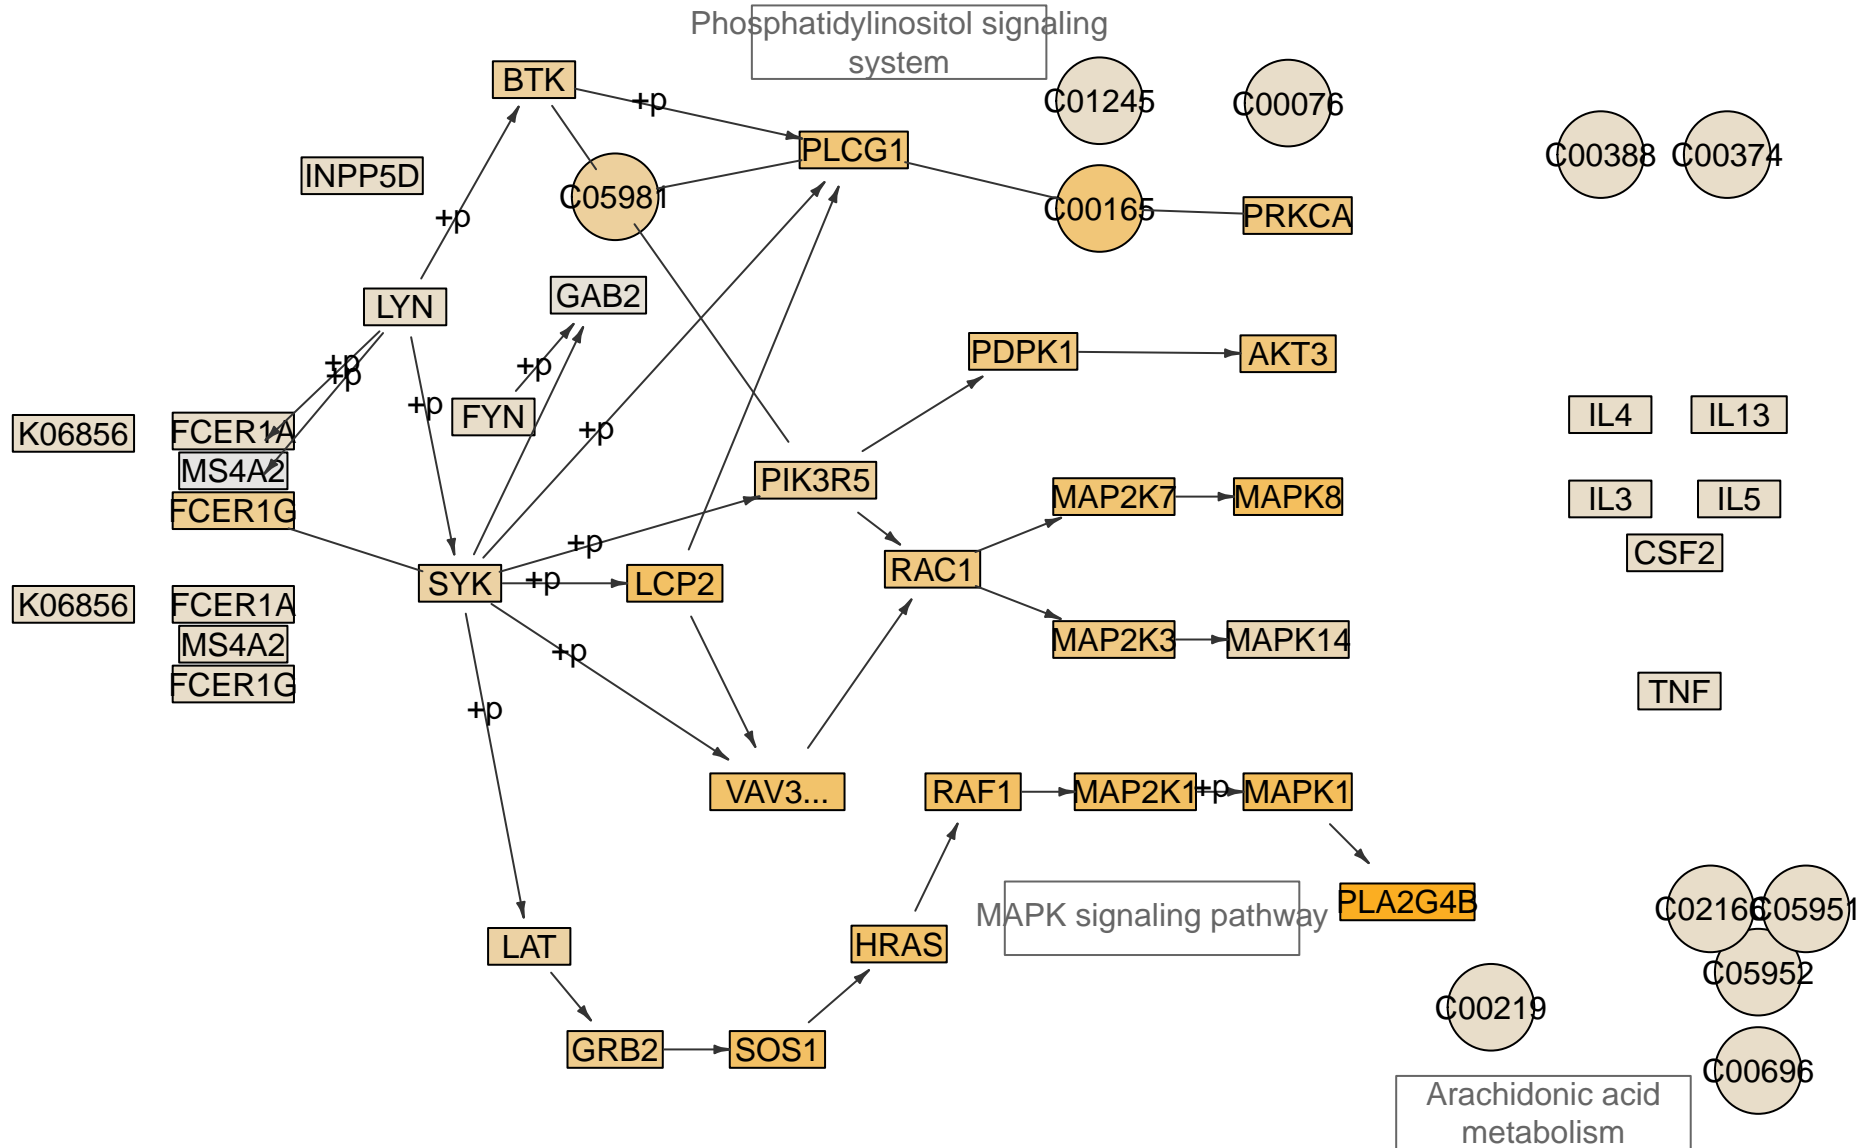 Phosphatidylinositol signaling
system
BTK
+p
C01245
C00076
PLCG1
C00388
C00374
INPP5D
C05981
C00165
PRKCA
+p
LYN
GAB2
+p
+p
+p
PDPK1
AKT3
+p
FYN
+p
K06856
FCER1A
IL4
IL13
MS4A2
PIK3R5
FCER1G
MAP2K7
MAPK8
IL3
IL5
+p
CSF2
SYK
+p
LCP2
RAC1
K06856
FCER1A
MS4A2
+p
MAP2K3
MAPK14
FCER1G
TNF
+p
VAV3...
RAF1
MAP2K1
+p
MAPK1
MAPK signaling pathway
PLA2G4B
C02166
C05951
LAT
HRAS
C05952
C00219
GRB2
SOS1
C00696
Arachidonic acid
metabolism